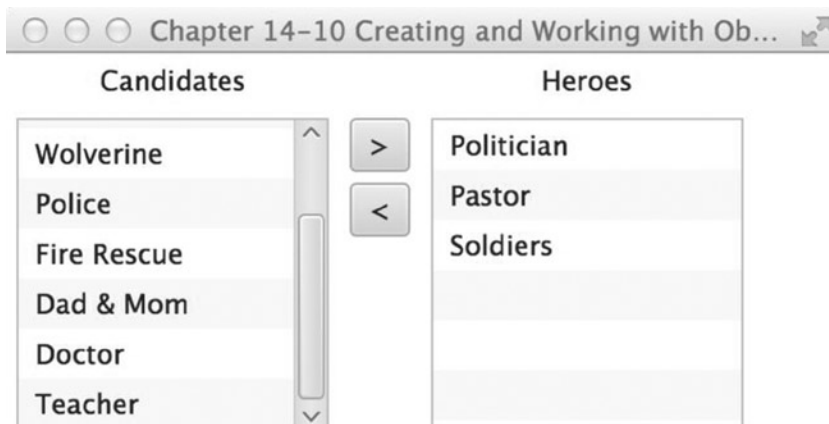 Chapter 14-10 Creating and Working with Ob...
Candidates
Heroes
Wolverine
Police
Fire Rescue
Dad & Mom
Doctor
Teacher
>
<
Politician
Pastor
Soldiers